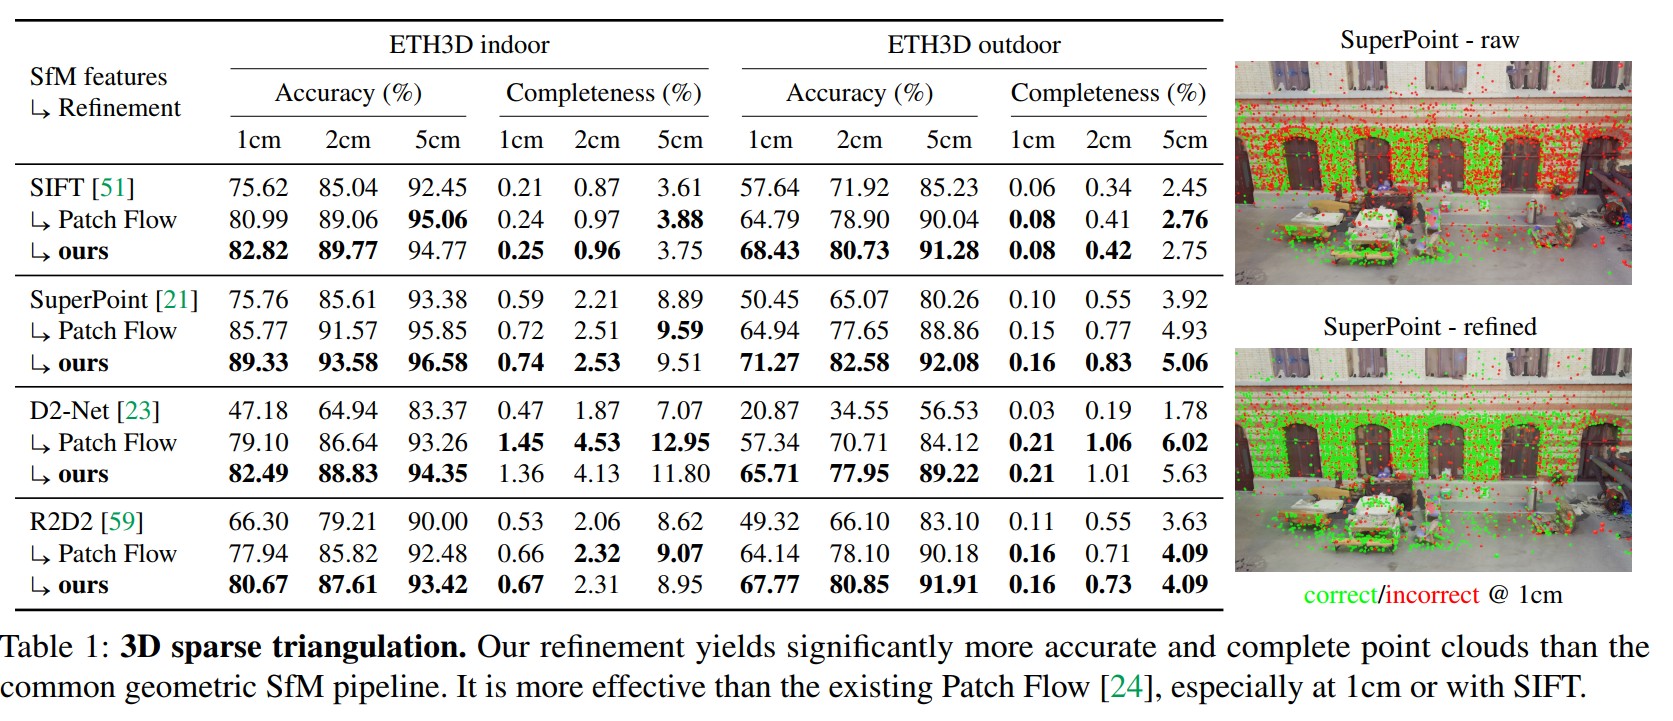 ETH3D indoor ETH3D outdoor
SfM features
↳ Refinement
Accuracy (%) Completeness (%) Accuracy (%) Completeness (%)
1cm 2cm 5cm 1cm 2cm 5cm 1cm 2cm 5cm 1cm 2cm 5cm
SIFT [51] 75.62 85.04 92.45 0.21 0.87 3.61 57.64 71.92 85.23 0.06 0.34 2.45
↳ Patch Flow 80.99 89.06 95.06 0.24 0.97 3.88 64.79 78.90 90.04 0.08 0.41 2.76
↳ ours 82.82 89.77 94.77 0.25 0.96 3.75 68.43 80.73 91.28 0.08 0.42 2.75
SuperPoint [21] 75.76 85.61 93.38 0.59 2.21 8.89 50.45 65.07 80.26 0.10 0.55 3.92
↳ Patch Flow 85.77 91.57 95.85 0.72 2.51 9.59 64.94 77.65 88.86 0.15 0.77 4.93
↳ ours 89.33 93.58 96.58 0.74 2.53 9.51 71.27 82.58 92.08 0.16 0.83 5.06
D2-Net [23] 47.18 64.94 83.37 0.47 1.87 7.07 20.87 34.55 56.53 0.03 0.19 1.78
↳ Patch Flow 79.10 86.64 93.26 1.45 4.53 12.95 57.34 70.71 84.12 0.21 1.06 6.02
↳ ours 82.49 88.83 94.35 1.36 4.13 11.80 65.71 77.95 89.22 0.21 1.01 5.63
R2D2 [59] 66.30 79.21 90.00 0.53 2.06 8.62 49.32 66.10 83.10 0.11 0.55 3.63
↳ Patch Flow 77.94 85.82 92.48 0.66 2.32 9.07 64.14 78.10 90.18 0.16 0.71 4.09
↳ ours 80.67 87.61 93.42 0.67 2.31 8.95 67.77 80.85 91.91 0.16 0.73 4.09
SuperPoint - raw
SuperPoint - refined
correct/incorrect @ 1cm
Table 1: 3D sparse triangulation. Our refinement yields significantly more accurate and complete point clouds than the
common geometric SfM pipeline. It is more effective than the existing Patch Flow [24], especially at 1cm or with SIFT.